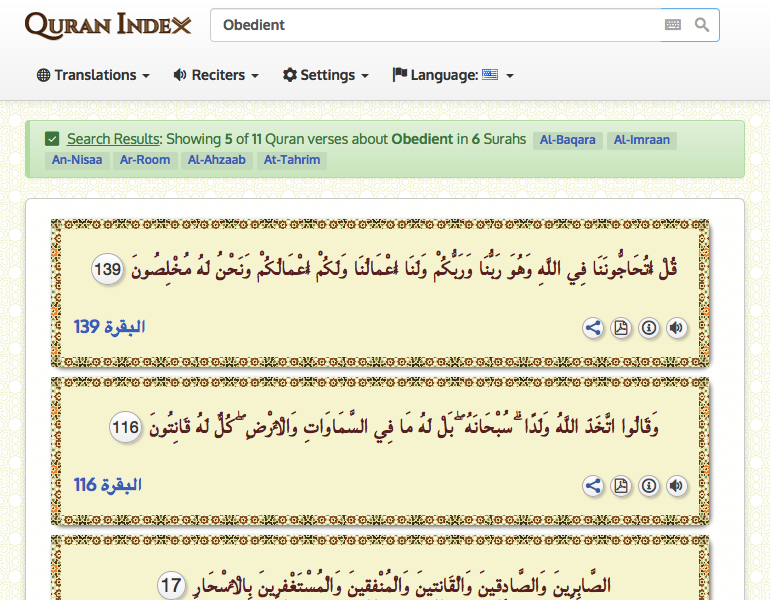 QURAN INDEX
Obedient
Translations Reciters Settings Language:
Search Results: Showing 5 of 11 Quran verses about Obedient in 6 Surahs Al-Baqara Al-Imraan
An-Nisaa Ar-Room Al-Ahzaab At-Tahrim
قُلْ أَتُحَاجُّونَنَا فِي اللَّهِ وَهُوَ رَبُّنَا وَرَبُّكُمْ وَلَنَا أَعْمَالُنَا وَلَكُمْ أَعْمَالُكُمْ وَنَحْنُ لَهُ مُخْلِصُونَ 139
البقرة 139
وَقَالُوا اتَّخَذَ اللَّهُ وَلَدًا ۗ سُبْحَانَهُ ۖ بَلْ لَهُ مَا فِي السَّمَاوَاتِ وَالْأَرْضِ ۖ كُلٌّ لَهُ قَانِتُونَ 116
البقرة 116
الصَّابِرِينَ وَالصَّادِقِينَ وَالْقَانِتِينَ وَالْمُنْفِقِينَ وَالْمُسْتَغْفِرِينَ بِالْأَسْحَارِ 17